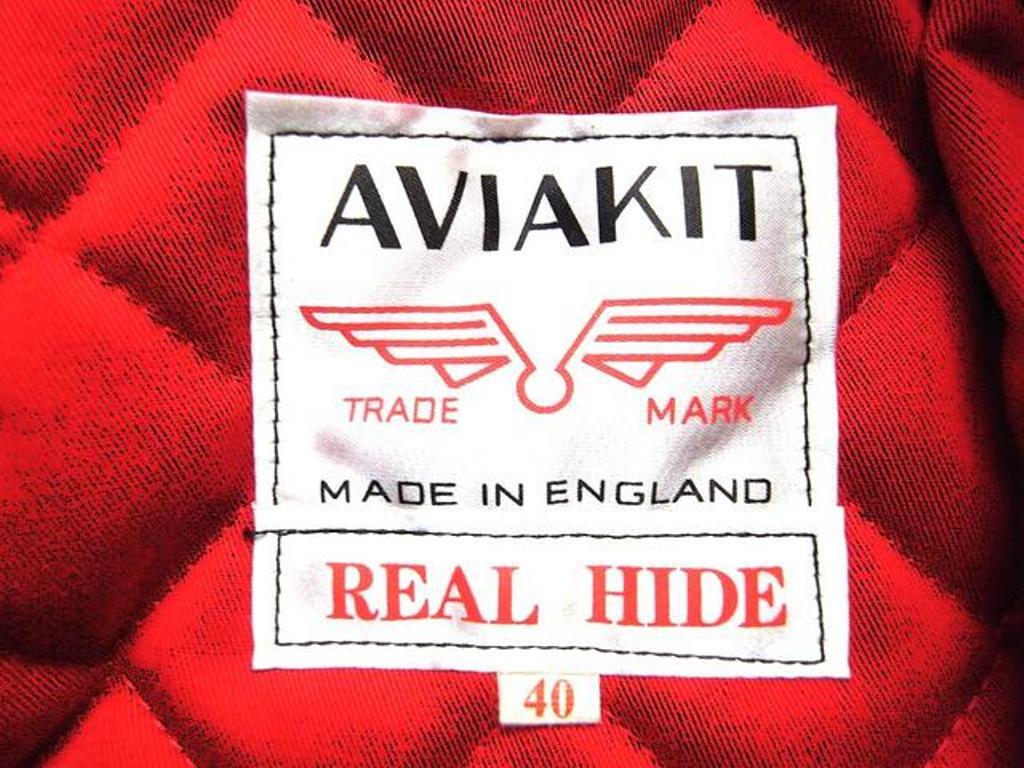 AVIAKIT
TRADE MARK
MADE IN ENGLAND
REAL HIDE
40